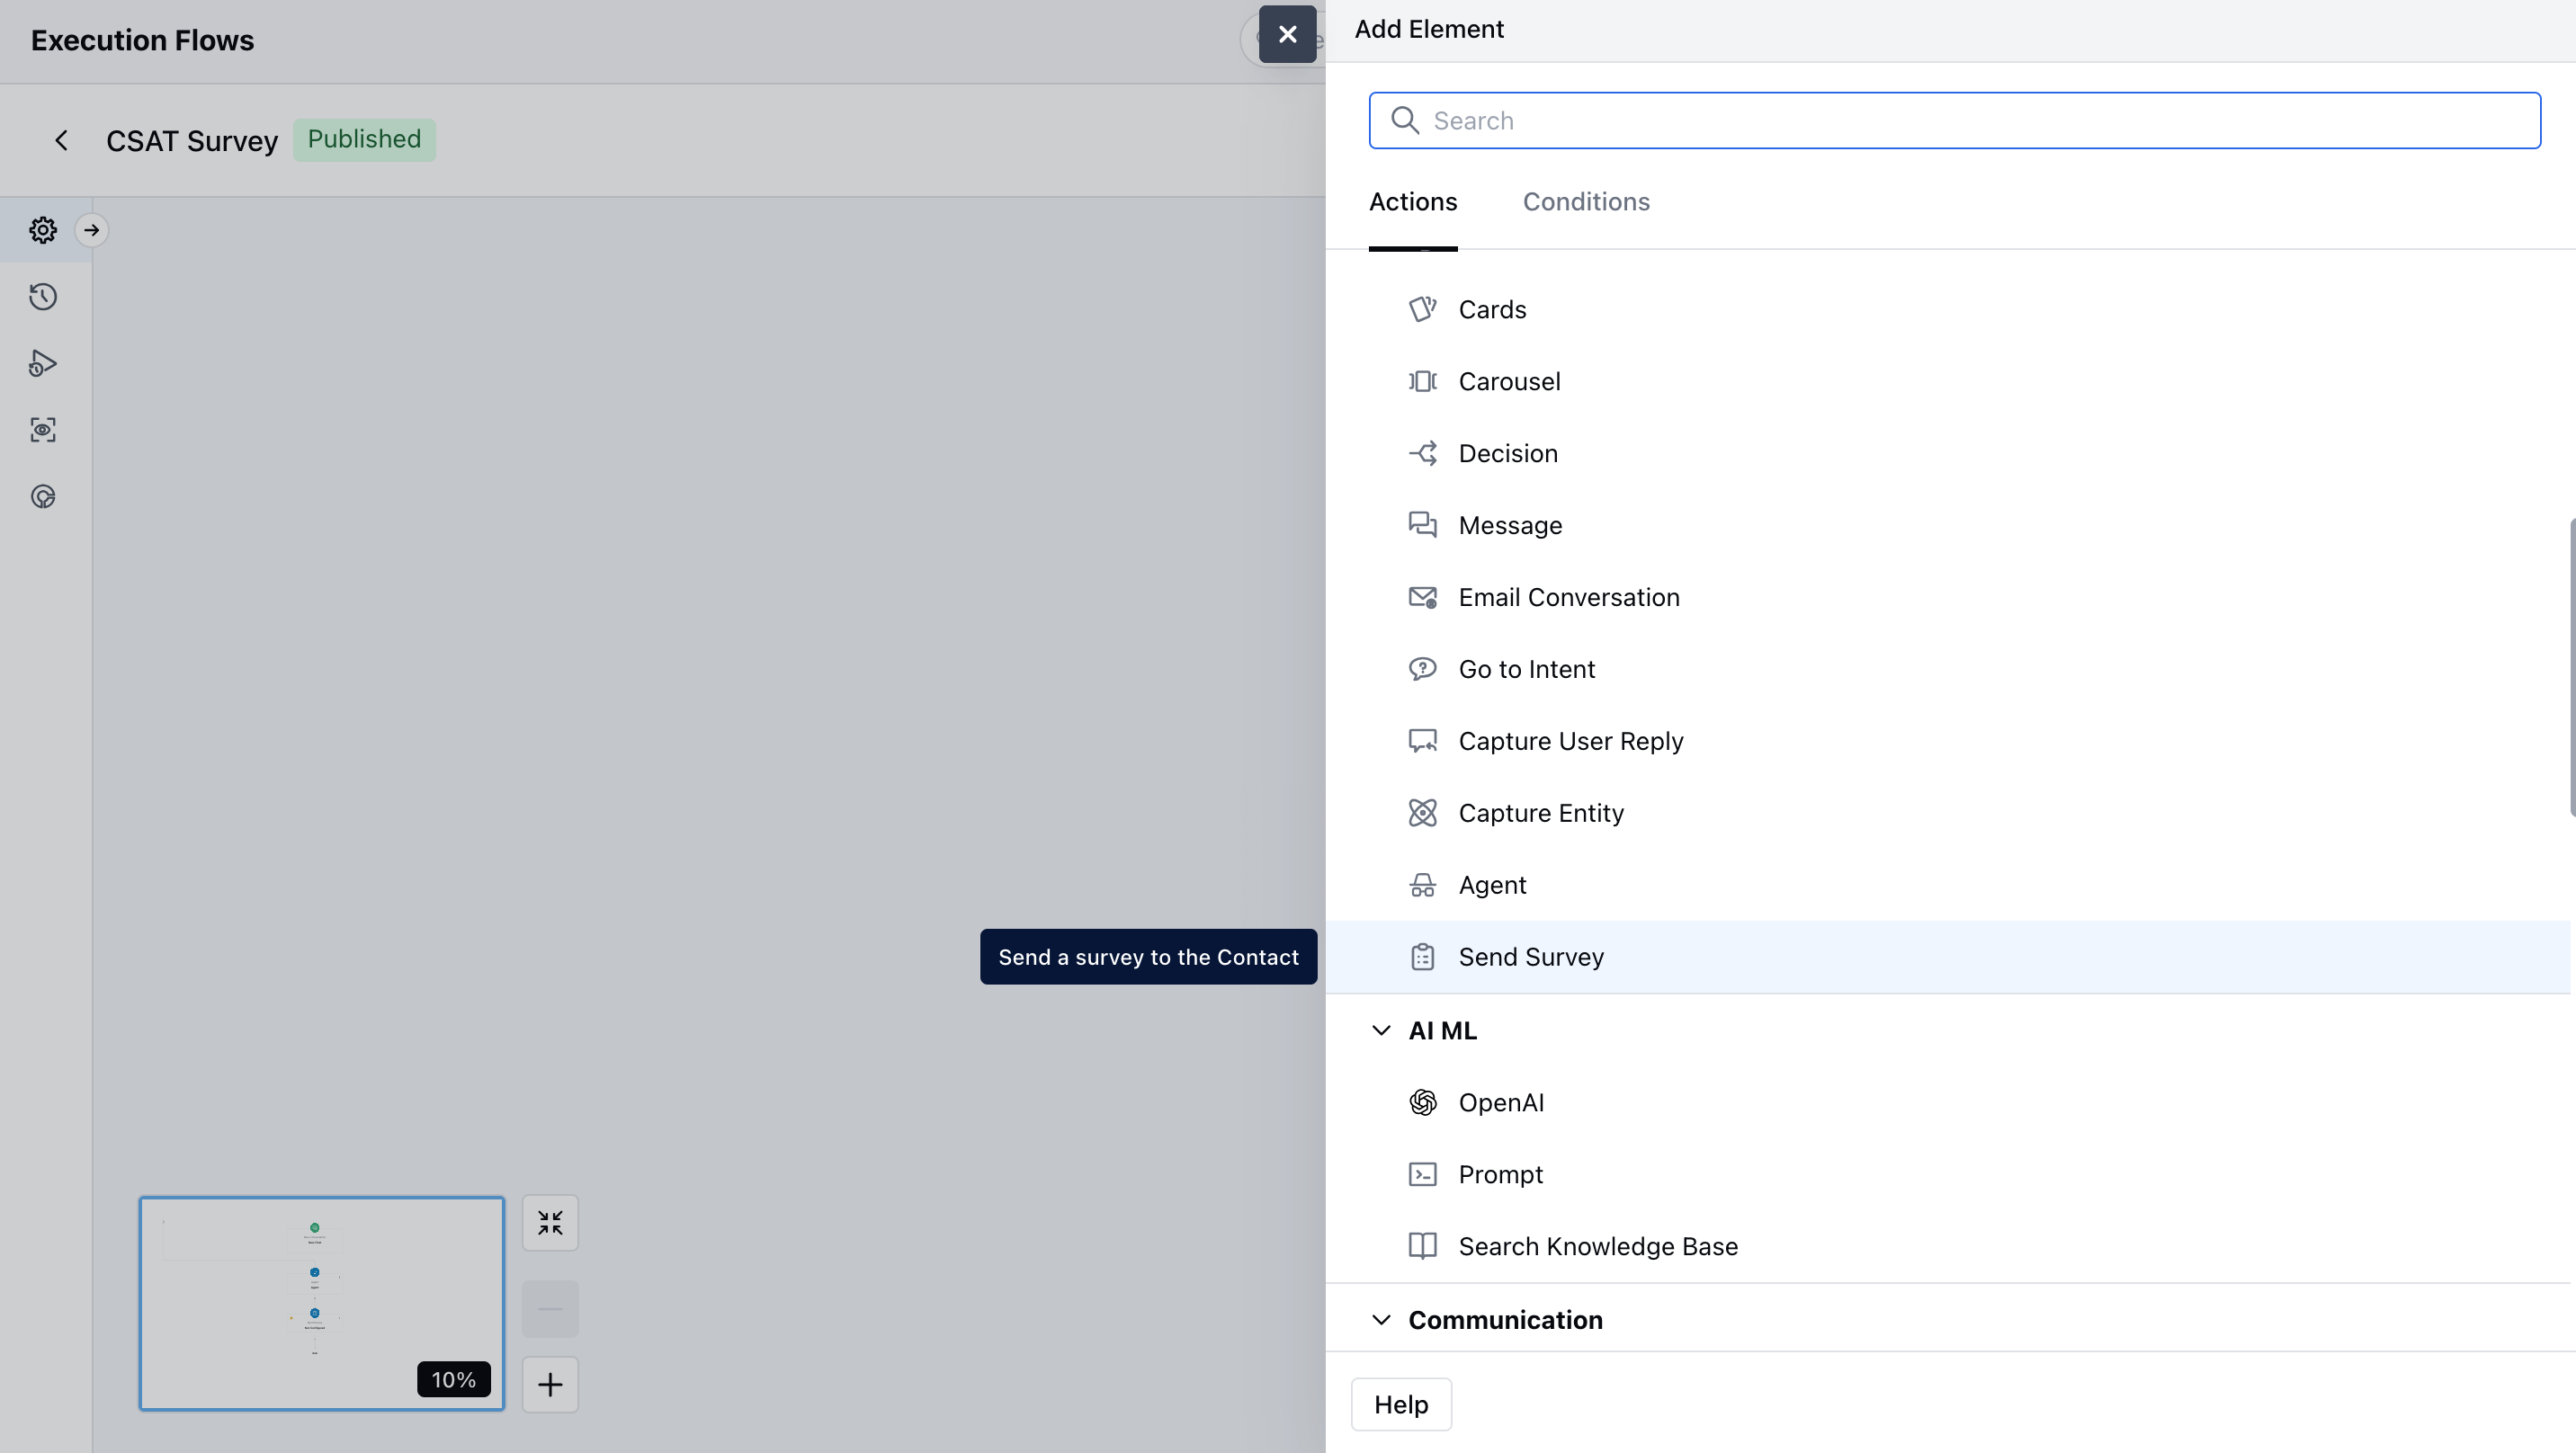 Execution Flows
Add Element
Search
CSAT Survey
Published
Actions
Conditions
Cards
Carousel
Decision
Message
Email Conversation
Go to Intent
Capture User Reply
Capture Entity
Agent
Send a survey to the Contact
Send Survey
AI ML
OpenAI
Prompt
Search Knowledge Base
Communication
10%
Help